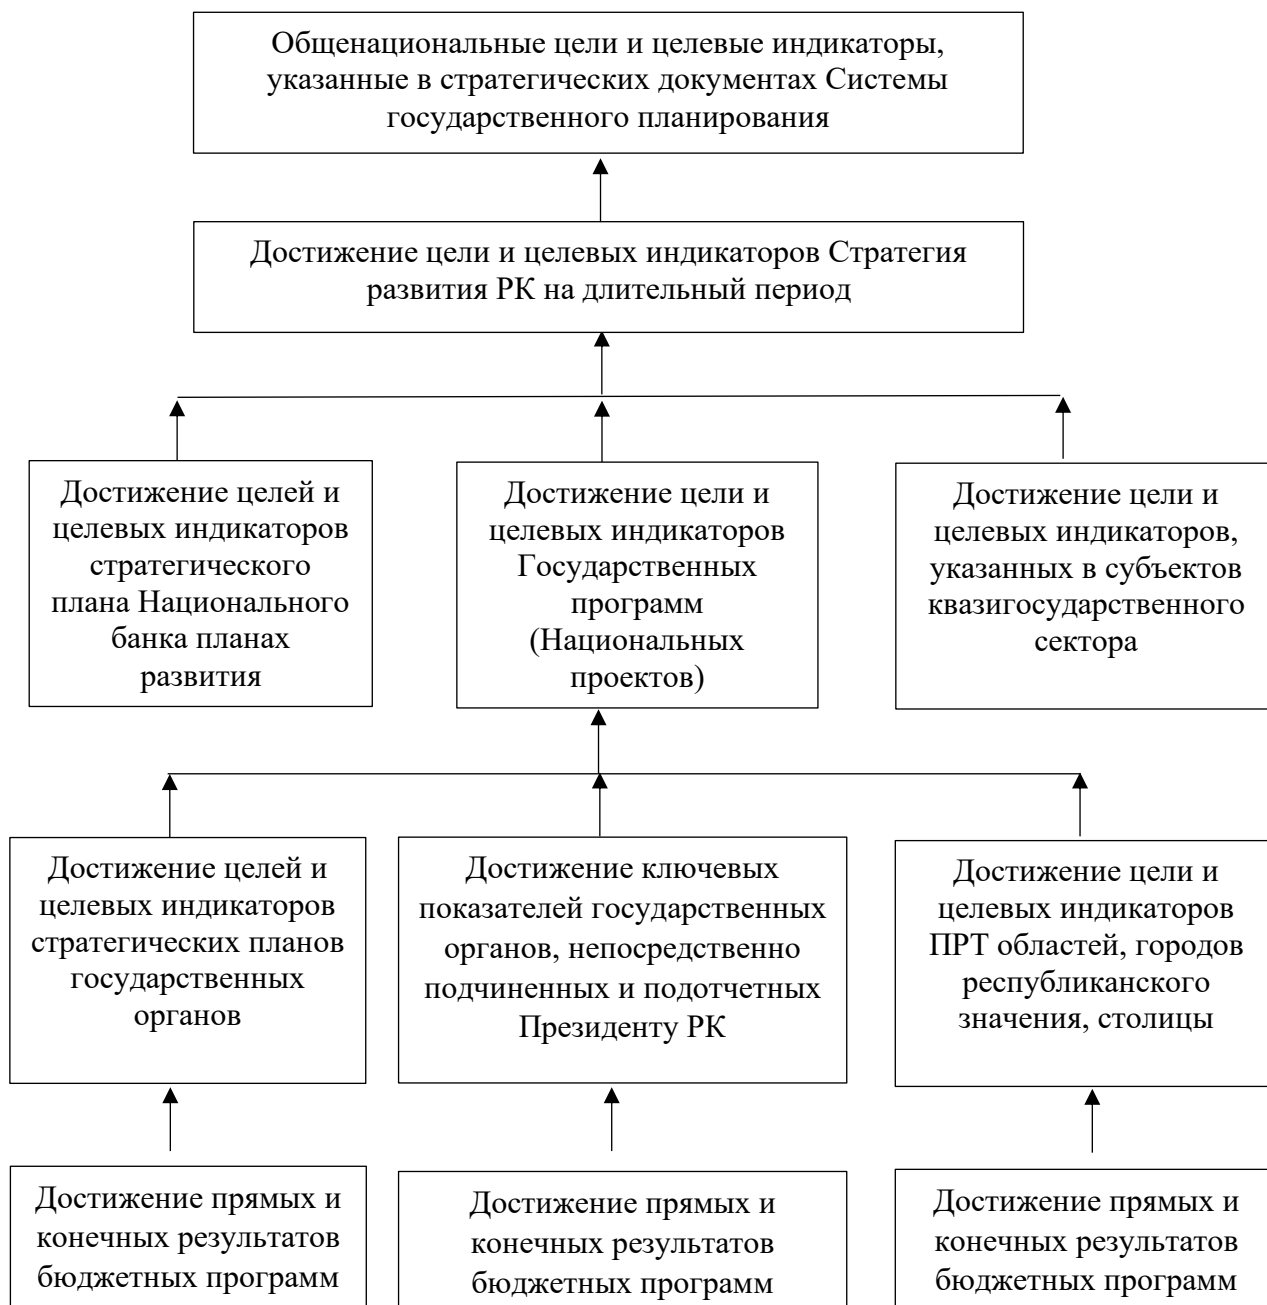 Общенациональные цели и целевые индикаторы,
указанные в стратегических документах Системы
государственного планирования
Достижение цели и целевых индикаторов Стратегия
развития РК на длительный период
Достижение целей и
целевых индикаторов
стратегического
плана Национального
банка планах
развития
Достижение цели и
целевых индикаторов
Государственных
программ
(Национальных
проектов)
Достижение цели и
целевых индикаторов,
указанных в субъектов
квазигосударственного
сектора
Достижение целей и
целевых индикаторов
стратегических планов
государственных
органов
Достижение ключевых
показателей государственных
органов, непосредственно
подчиненных и подотчетных
Президенту РК
Достижение цели и
целевых индикаторов
ПРТ областей, городов
республиканского
значения, столицы
Достижение прямых и
конечных результатов
бюджетных программ
Достижение прямых и
конечных результатов
бюджетных программ
Достижение прямых и
конечных результатов
бюджетных программ